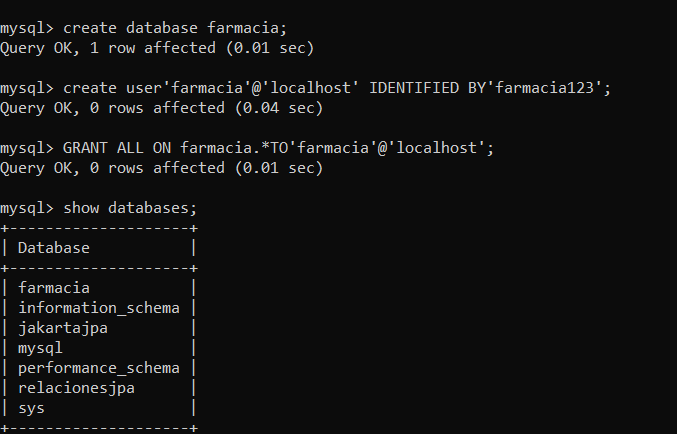 mysql> create database farmacia;
Query OK, 1 row affected (0.01 sec)
mysql> create user'farmacia'@'localhost' IDENTIFIED BY'farmacia123';
Query OK, 0 rows affected (0.04 sec)
mysql> GRANT ALL ON farmacia.*TO'farmacia'@'localhost';
Query OK, 0 rows affected (0.01 sec)
mysql> show databases;
+--------------------+
| Database           |
+--------------------+
| farmacia           |
| information_schema |
| jakartajpa         |
| mysql              |
| performance_schema |
| relacionesjpa      |
| sys                |
+--------------------+